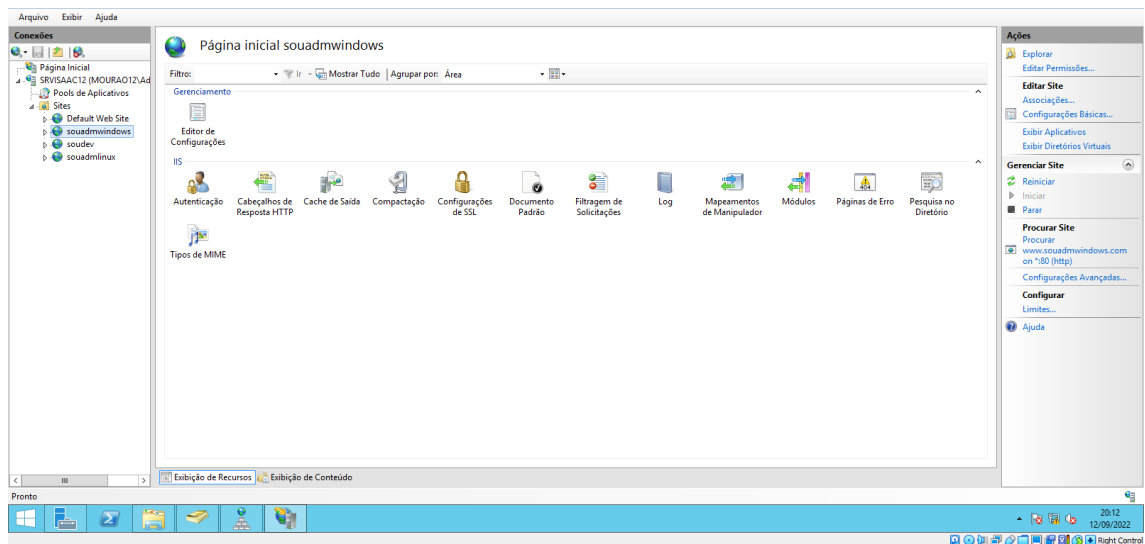 Arquivo Exibir Ajuda
Conexões
Página Inicial
SRVISAAC12 (MOURAO12\Ad
Pools de Aplicativos
Sites
Default Web Site
souadmwindows
soudev
souadmlinux
Página inicial souadmwindows
Filtro: Ir Mostrar Tudo Agrupar por: Área
Gerenciamento
Editor de
Configurações
IIS
Autenticação Cabeçalhos de Cache de Saída Compactação Configurações Documento Filtragem de Log Mapeamentos Módulos Páginas de Erro Pesquisa no
Resposta HTTP de SSL Padrão Solicitações de Manipulador Diretório
Tipos de MIME
Exibição de Recursos Exibição de Conteúdo
Ações
Explorar
Editar Permissões...
Editar Site
Associações...
Configurações Básicas...
Exibir Aplicativos
Exibir Diretórios Virtuais
Gerenciar Site
Reiniciar
Iniciar
Parar
Procurar Site
Procurar
www.souadmwindows.com
on *:80 (http)
Configurações Avançadas...
Configurar
Limites...
Ajuda
Pronto
20:12
12/09/2022
Right Control